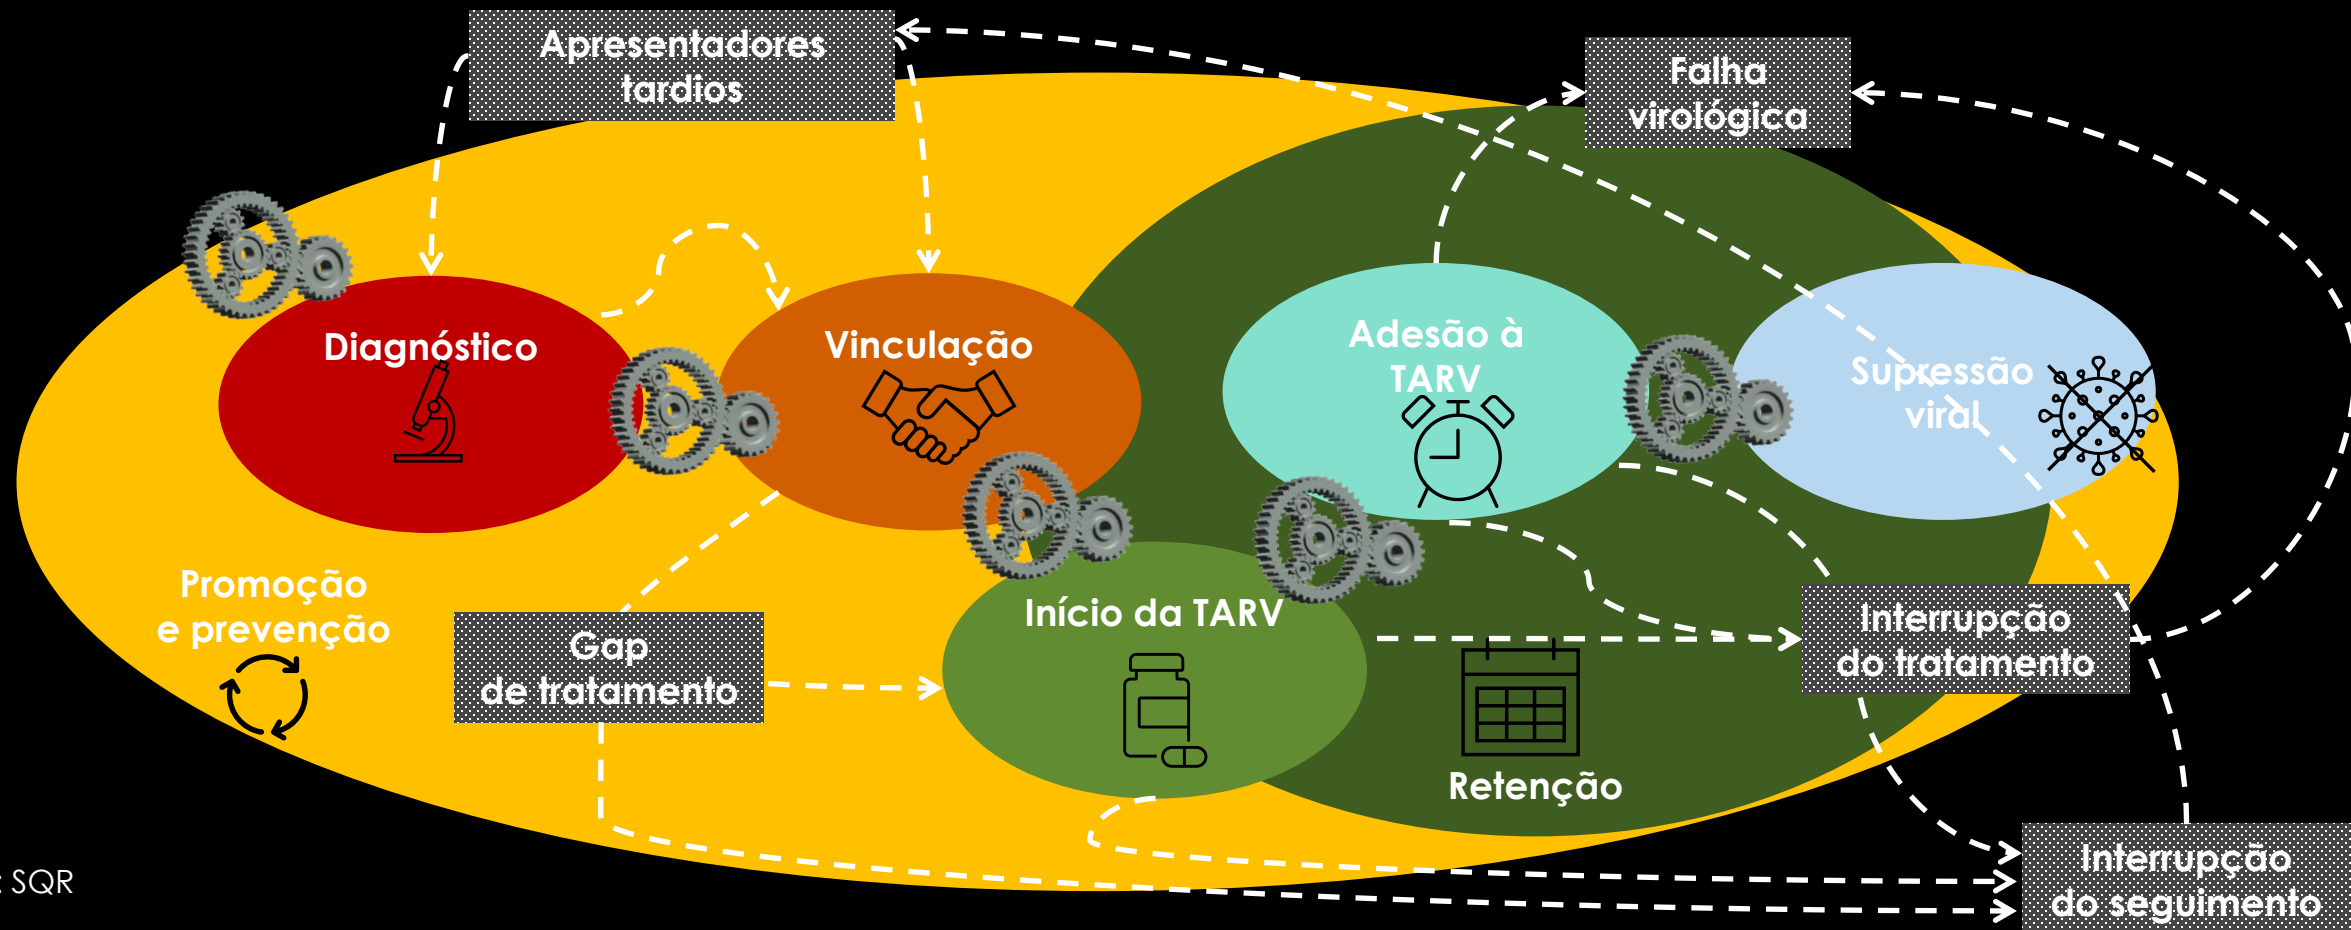 Apresentadores
tardios
Falha
virológica
Diagnóstico
Vinculação
Adesão à
TARV
Supressão
viral
Promoção
e prevenção
Gap
de tratamento
Início da TARV
Interrupção
do tratamento
Retenção
Interrupção
do seguimento
: SQR